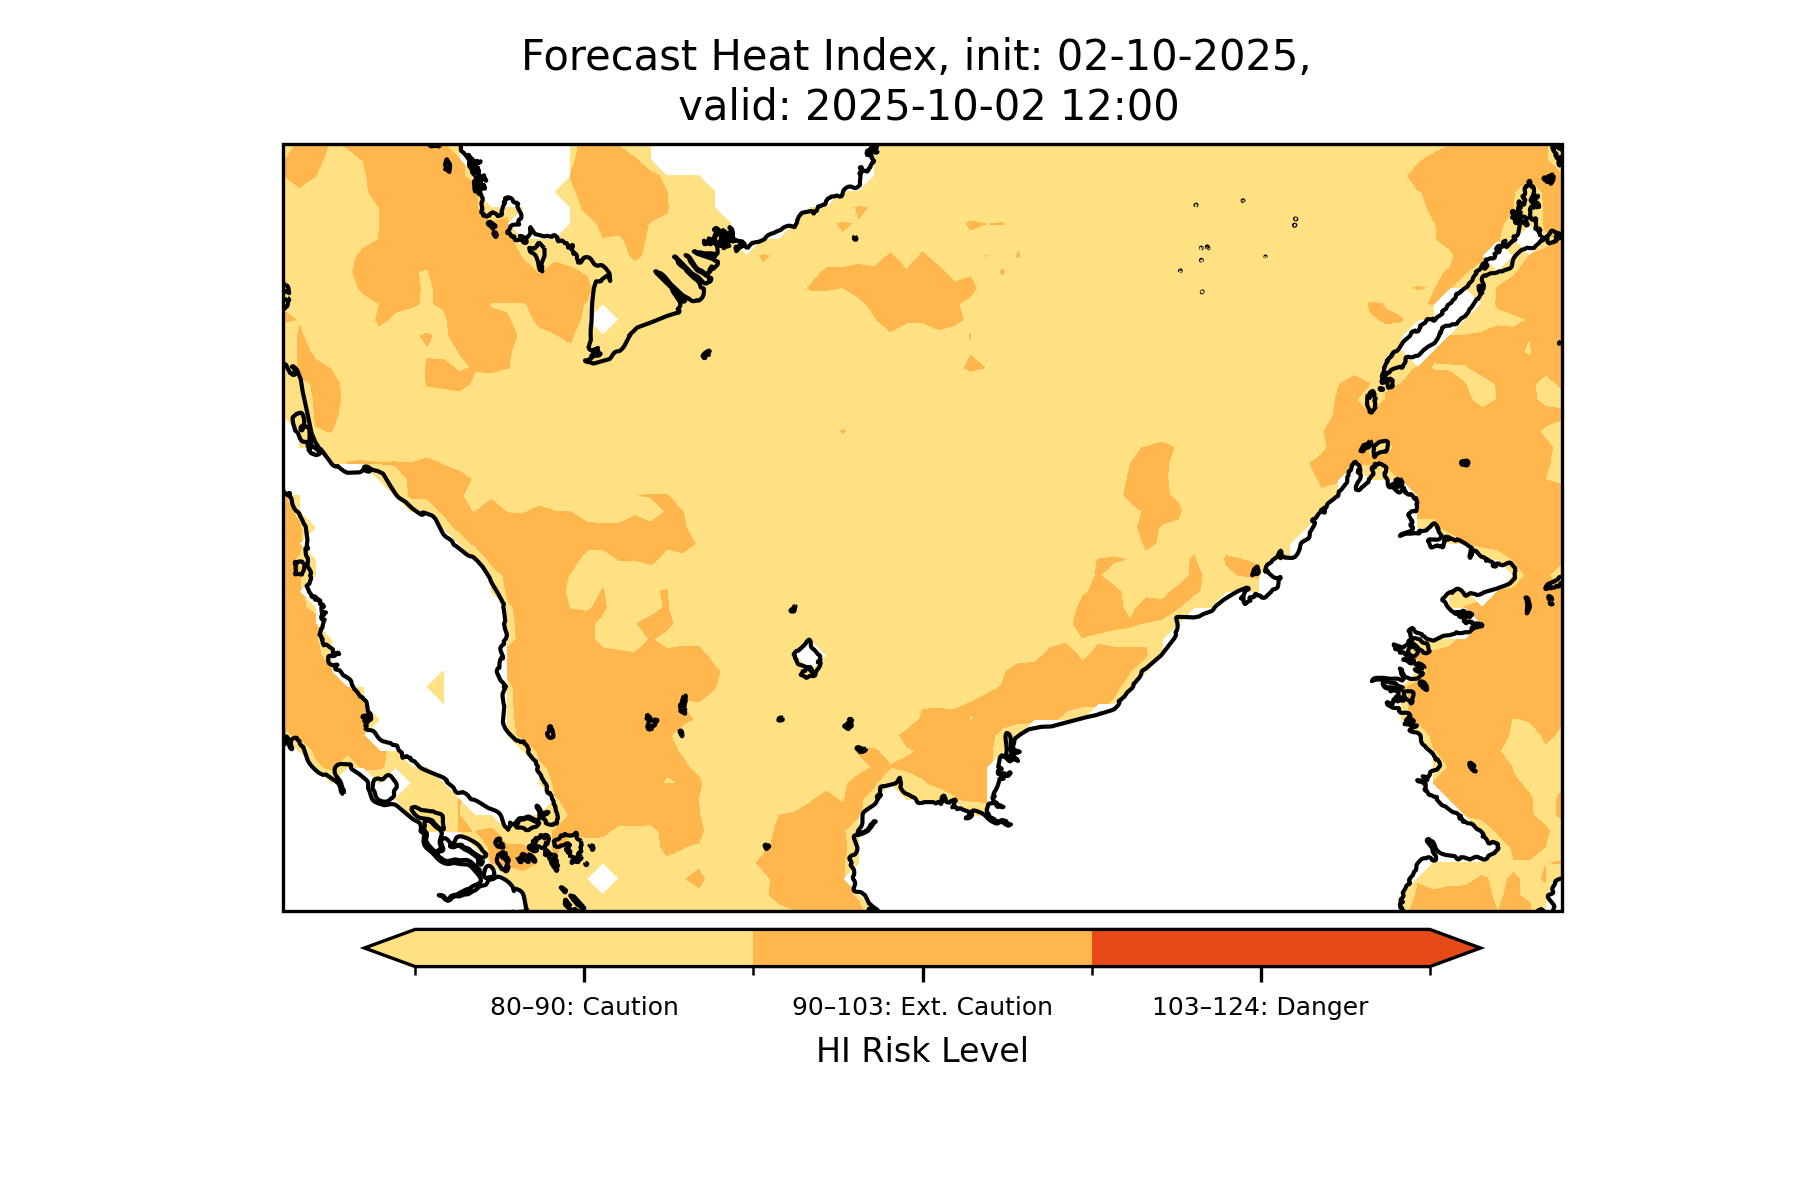 Forecast Heat Index, init: 02-10-2025,
valid: 2025-10-02 12:00
80–90: Caution
90–103: Ext. Caution
103–124: Danger
HI Risk Level